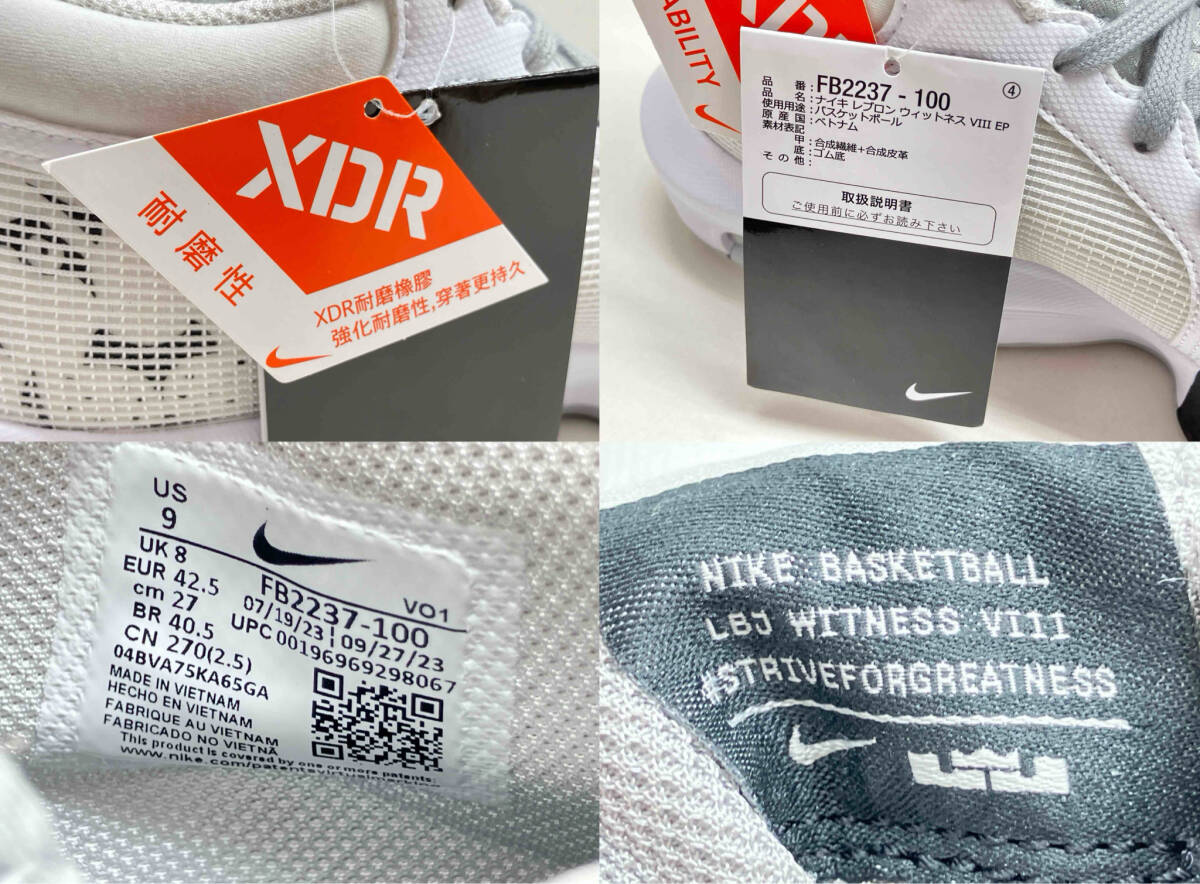 XDR
耐磨性
XDR耐磨橡膠
強化耐磨性,穿著更持久
XDR
ABILITY
④
品番:FB2237-100
品名:ナイキ レブロン ウィットネス VIII EP
使用用途:バスケットボール
原産国:ベトナム
素材表記
甲:合成繊維+合成皮革
底:ゴム底
その他:
取扱説明書
ご使用前に必ずお読み下さい
US
9
UK 8
EUR 42.5
cm 27
BR 40.5
CN 270(2.5)
04BVA75KA65GA
FB2237-100 VO1
07/19/23 09/27/23
UPC 00196969298067
MADE IN VIETNAM
HECHO EN VIETNAM
FABRIQUE AU VIETNAM
FABRICADO NO VIETNÃ
This product is covered by one or more patents:
NIKE BASKETBALL
LBJ WITNESS VIII
#STRIVEFORGREATNESS